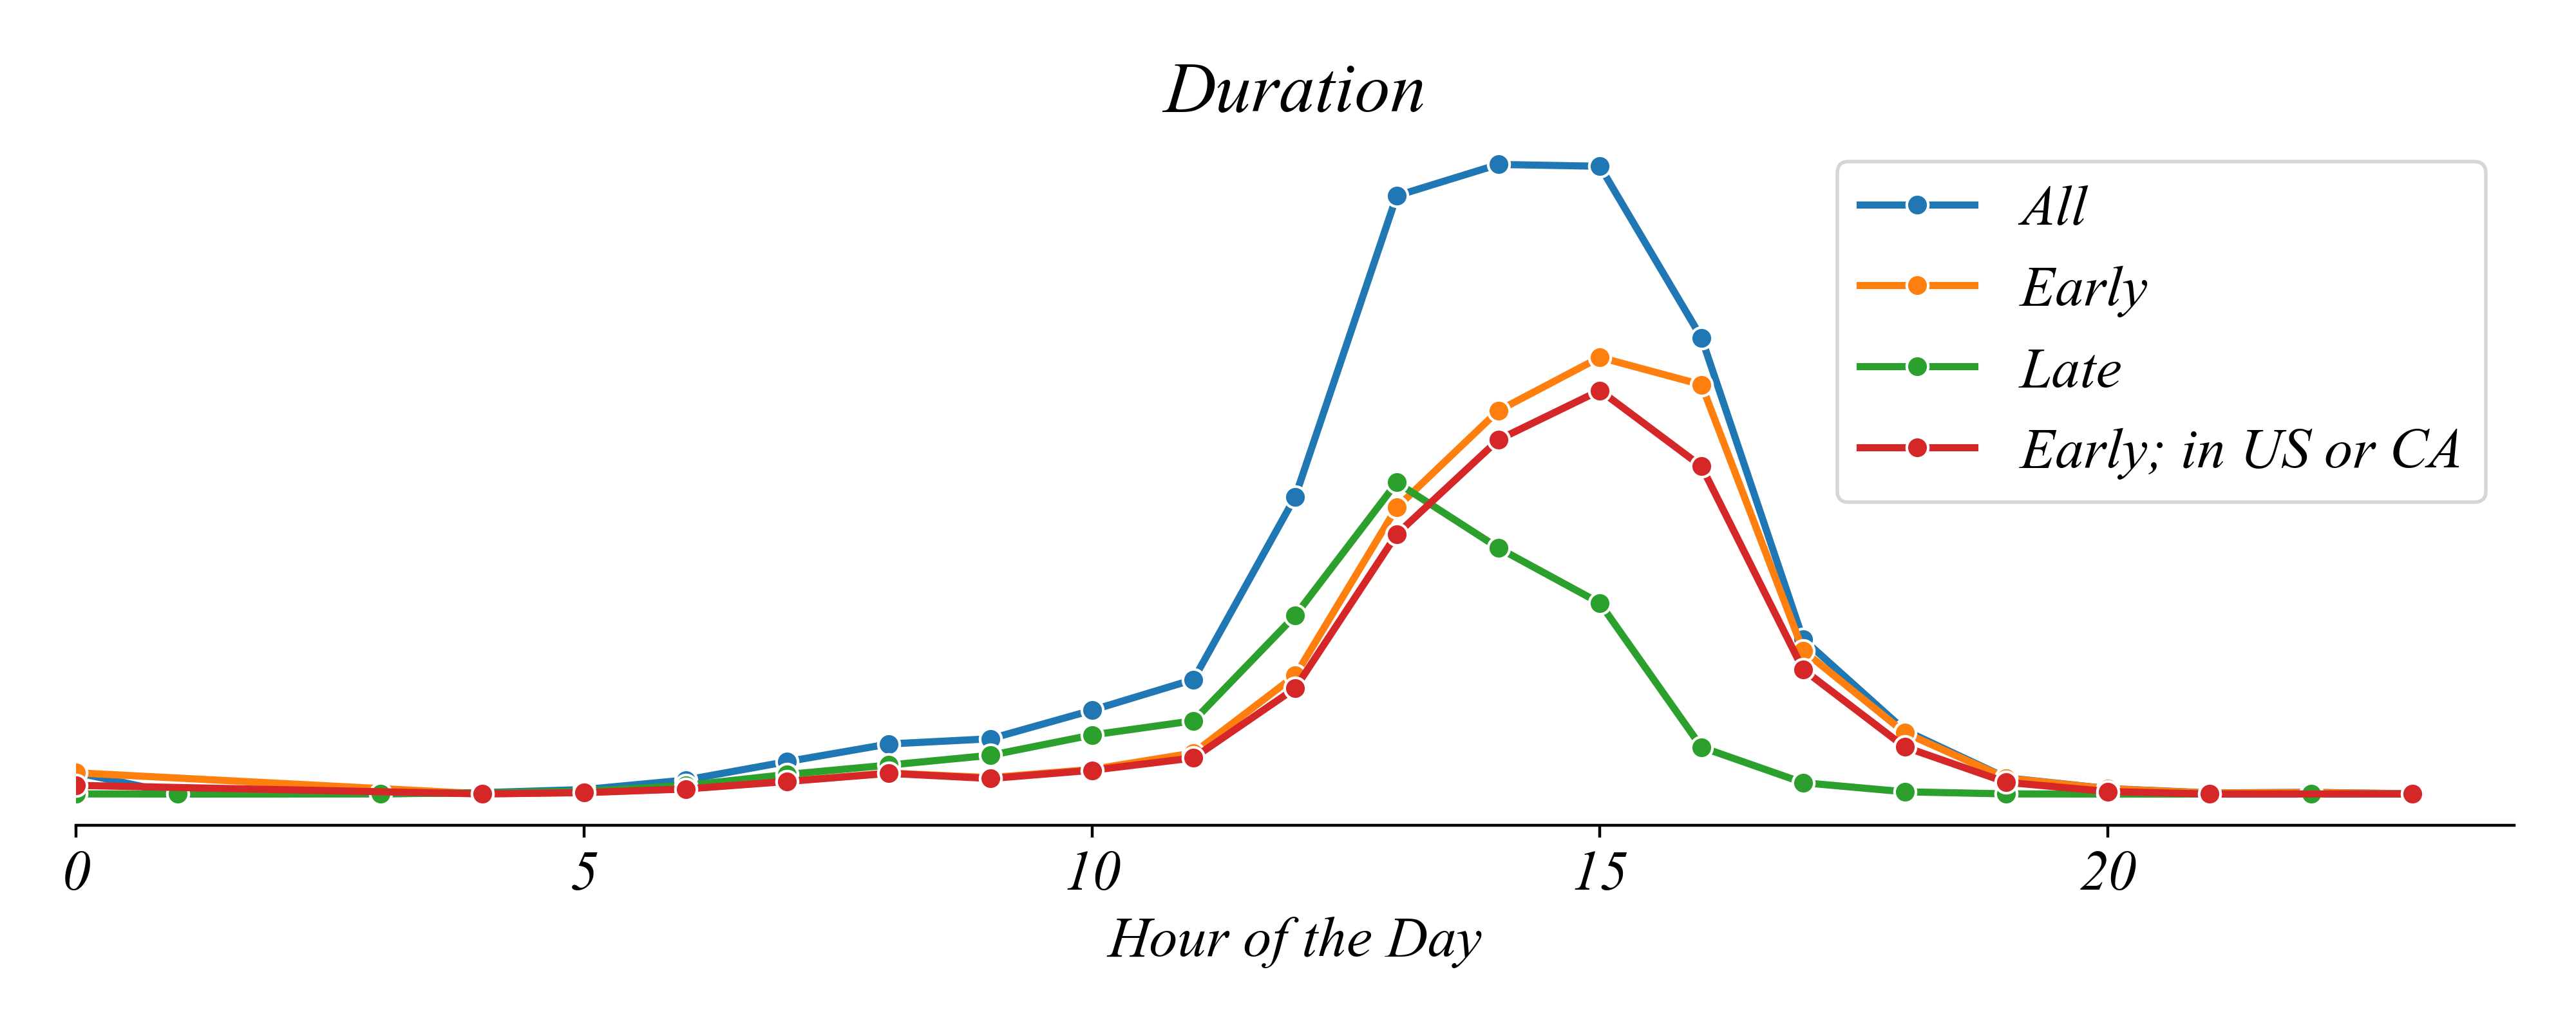 Duration
All
Early
Late
Early; in US or CA
0 5 10 15 20
Hour of the Day